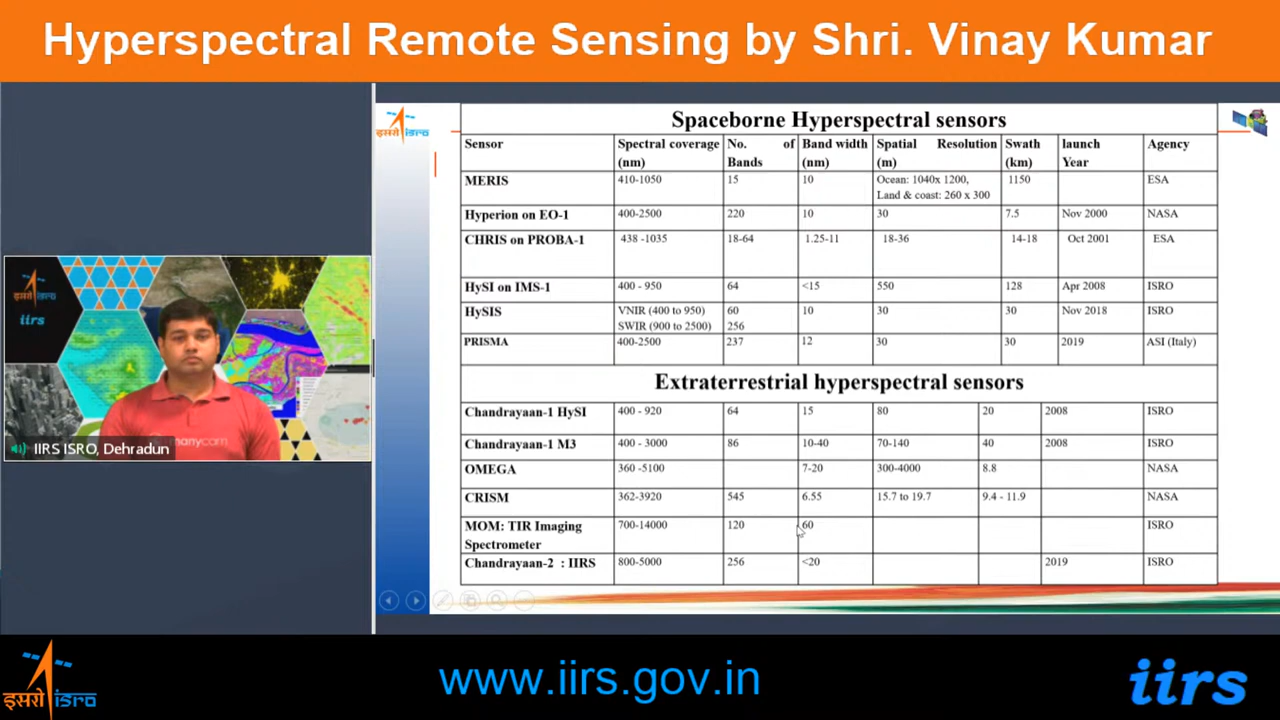 Hyperspectral Remote Sensing by Shri. Vinay Kumar
इसरो isro
Spaceborne Hyperspectral sensors
Sensor Spectral coverage (nm) No. of Bands Band width (nm) Spatial Resolution (m) Swath (km) launch Year Agency
MERIS 410-1050 15 10 Ocean: 1040x 1200, Land & coast: 260 x 300 1150 ESA
Hyperion on EO-1 400-2500 220 10 30 7.5 Nov 2000 NASA
CHRIS on PROBA-1 438 -1035 18-64 1.25-11 18-36 14-18 Oct 2001 ESA
HySI on IMS-1 400 - 950 64 <15 550 128 Apr 2008 ISRO
HySIS VNIR (400 to 950) 60 10 30 30 Nov 2018 ISRO
SWIR (900 to 2500) 256
PRISMA 400-2500 237 12 30 30 2019 ASI (Italy)
Extraterrestrial hyperspectral sensors
Chandrayaan-1 HySI 400 - 920 64 15 80 20 2008 ISRO
Chandrayaan-1 M3 400 - 3000 86 10-40 70-140 40 2008 ISRO
OMEGA 360 -5100 7-20 300-4000 8.8 NASA
CRISM 362-3920 545 6.55 15.7 to 19.7 9.4 - 11.9 NASA
MOM: TIR Imaging Spectrometer 700-14000 120 60 ISRO
Chandrayaan-2 : IIRS 800-5000 256 <20 2019 ISRO
इसरो isro
iirs
manycam
IIRS ISRO, Dehradun
इसरो isro
www.iirs.gov.in
iirs